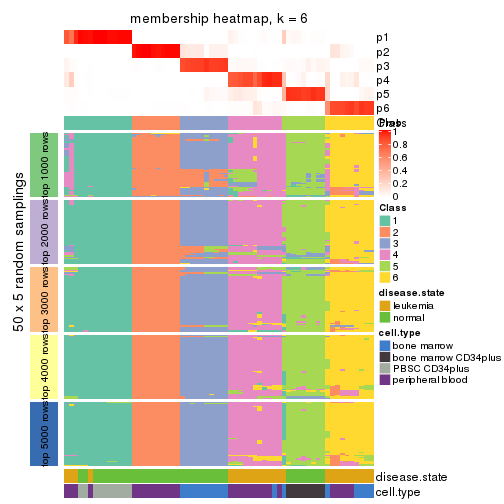 membership heatmap, k = 6
p1
p2
p3
p4
p5
p6
Class
Prob
1
0.8
0.6
0.4
0.2
0
Class
1
2
3
4
5
6
disease.state
leukemia
normal
cell.type
bone marrow
bone marrow CD34plus
PBSC CD34plus
peripheral blood
50 x 5 random samplings
top 1000 rows
top 2000 rows
top 3000 rows
top 4000 rows
top 5000 rows
disease.state
cell.type